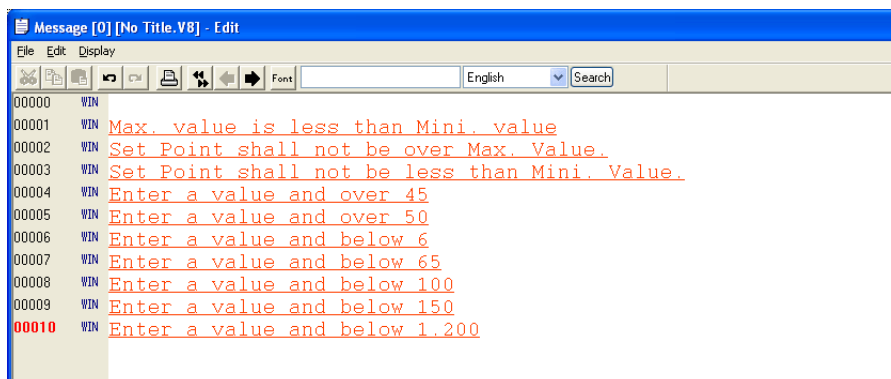 Message [0] [No Title.V8] - Edit
File Edit Display
Font English Search
00000 WIN
00001 WIN Max. value is less than Mini. value
00002 WIN Set Point shall not be over Max. Value.
00003 WIN Set Point shall not be less than Mini. Value.
00004 WIN Enter a value and over 45
00005 WIN Enter a value and over 50
00006 WIN Enter a value and below 6
00007 WIN Enter a value and below 65
00008 WIN Enter a value and below 100
00009 WIN Enter a value and below 150
00010 WIN Enter a value and below 1.200